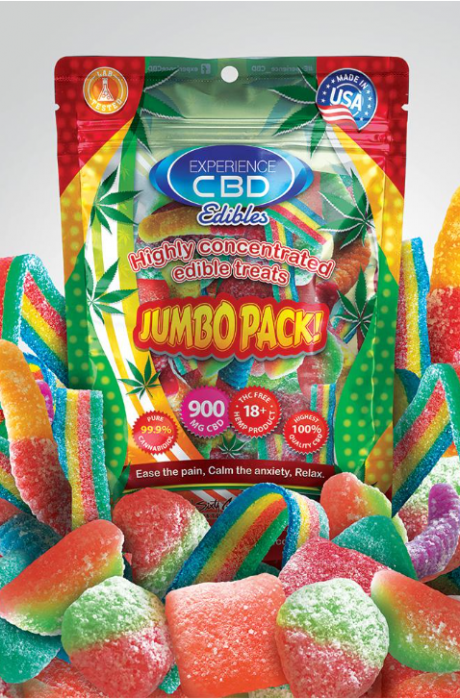 LAB
TESTED
MADE IN
USA
EXPERIENCE
CBD
Edibles
Highly concentrated
edible treats
JUMBO PACK!
PURE
99.9%
CANNABIDIOL
900
MG CBD
THC FREE
18+
HEMP PRODUCT
HIGHEST
100%
QUALITY CBD
Ease the pain, Calm the anxiety, Relax.